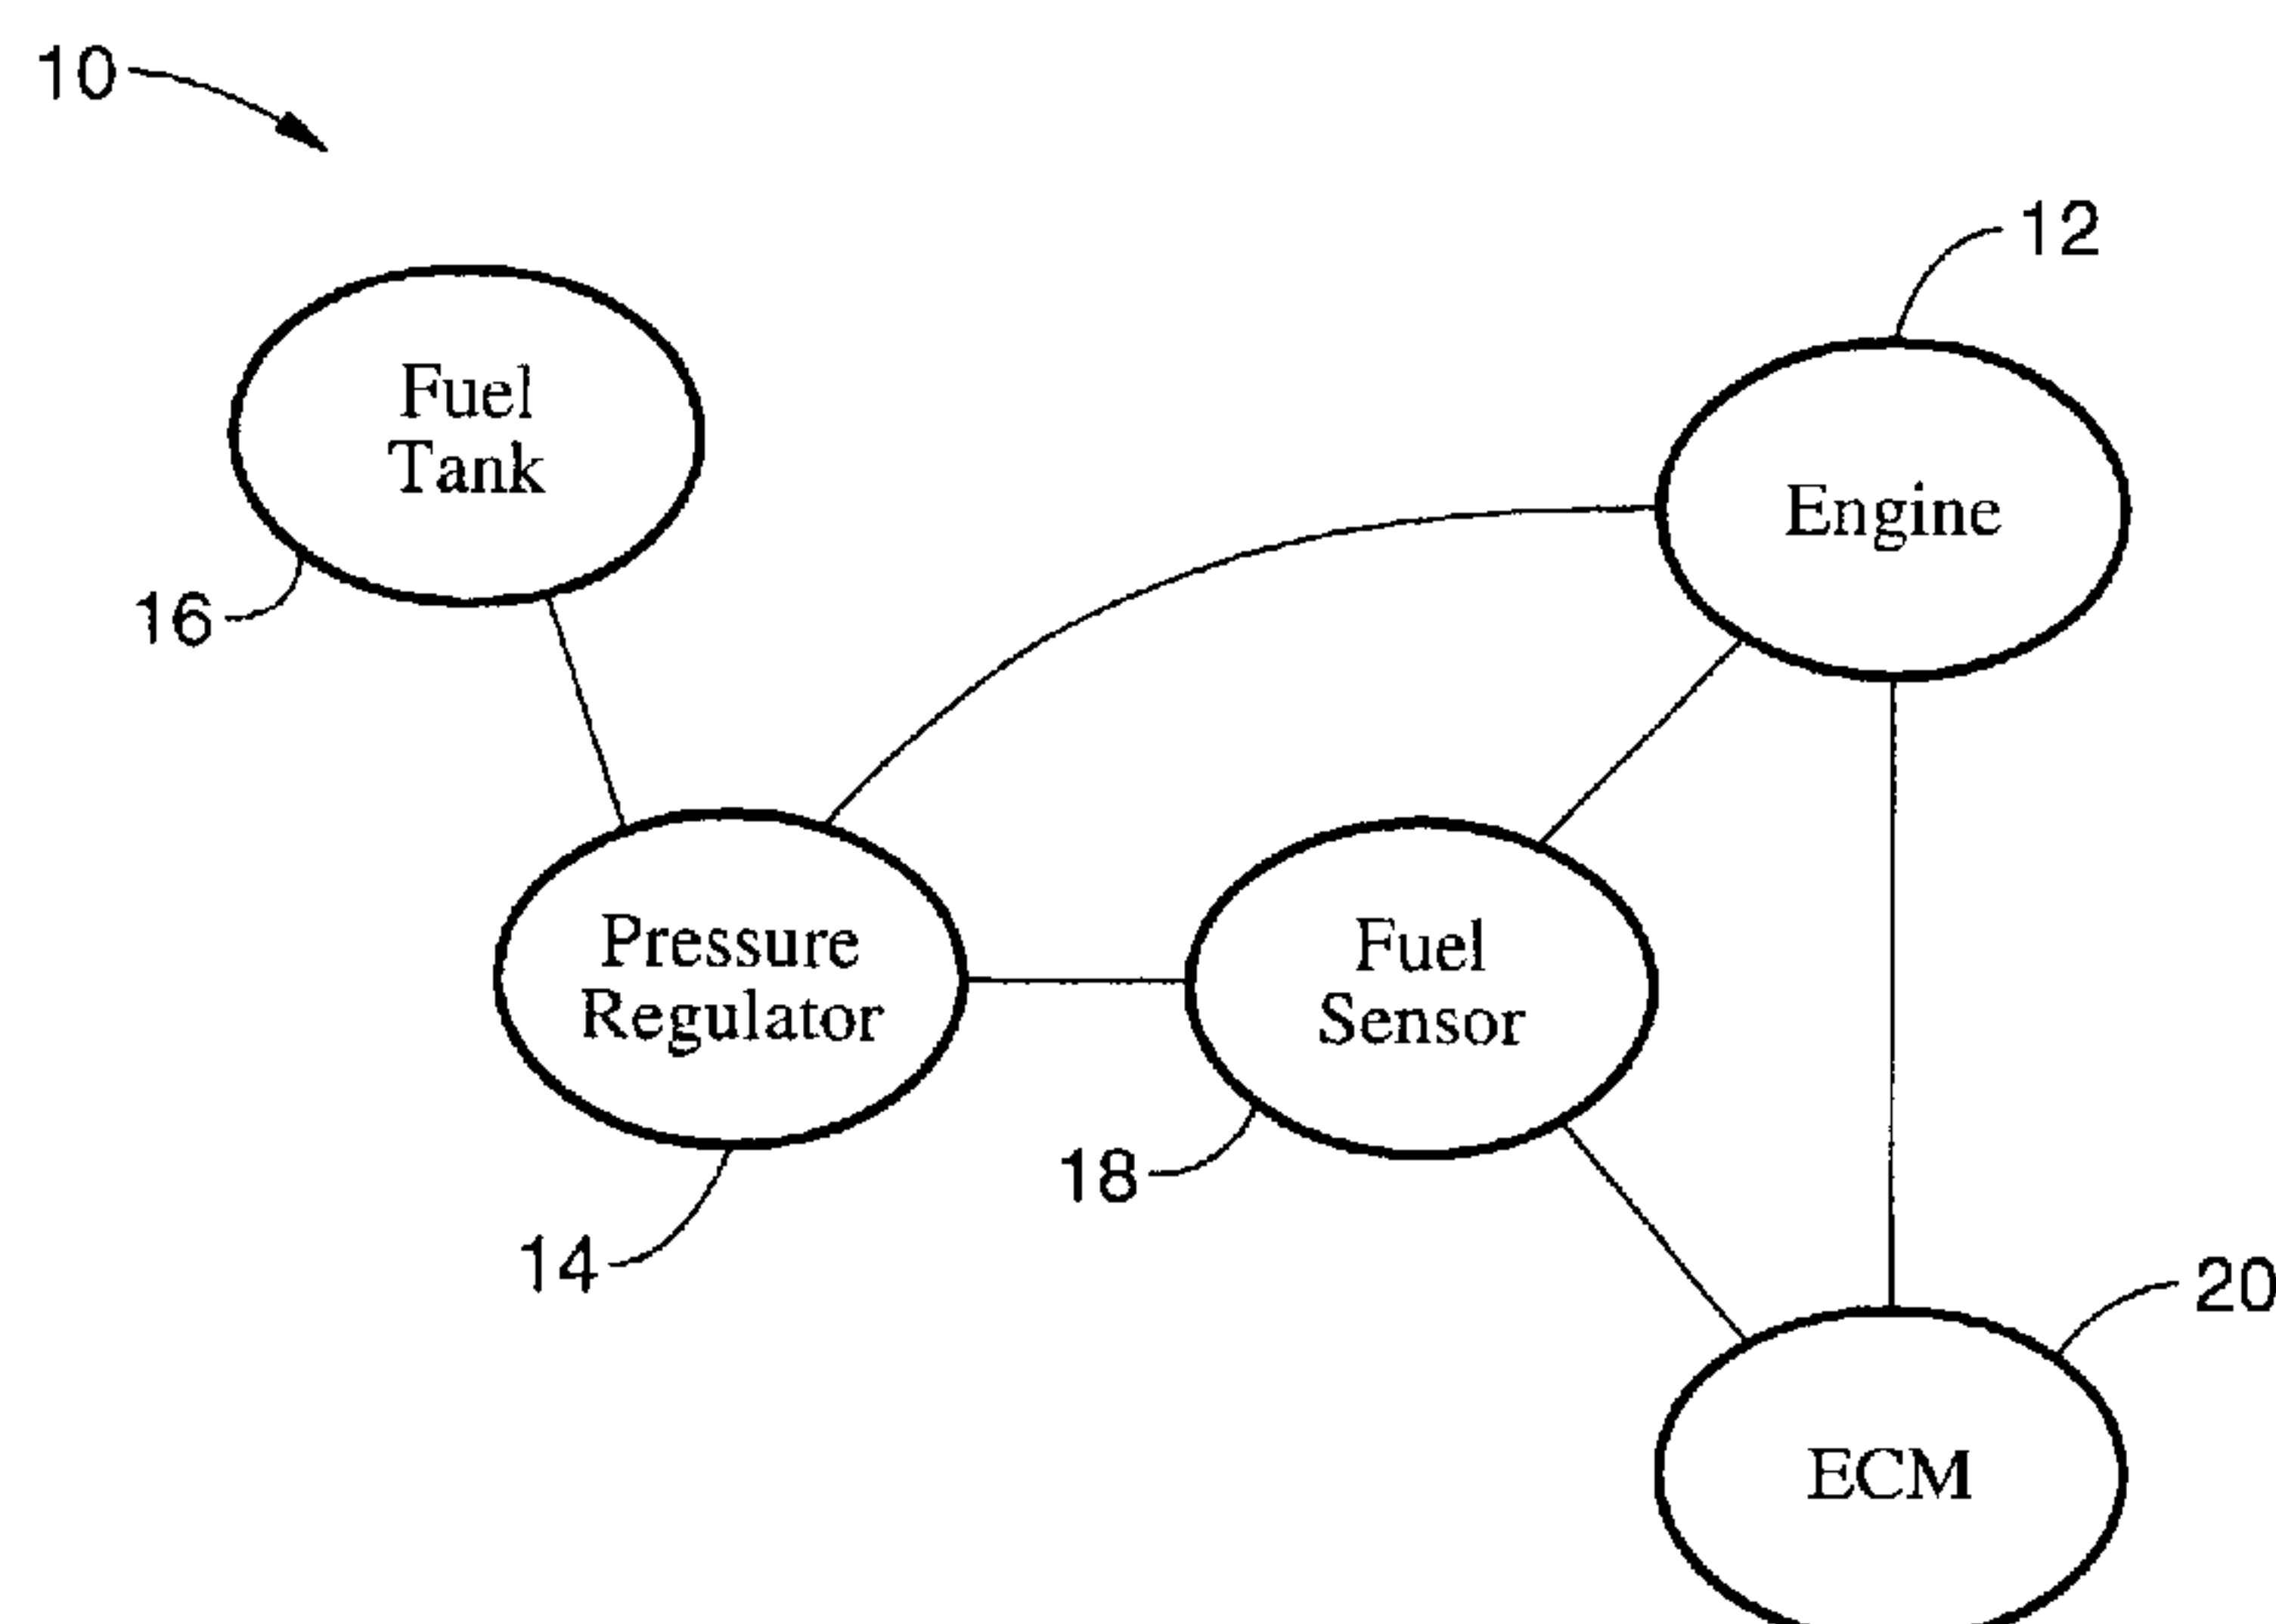 10
12
Fuel
Tank
Engine
16
Pressure
Regulator
Fuel
Sensor
18
14
20
ECM